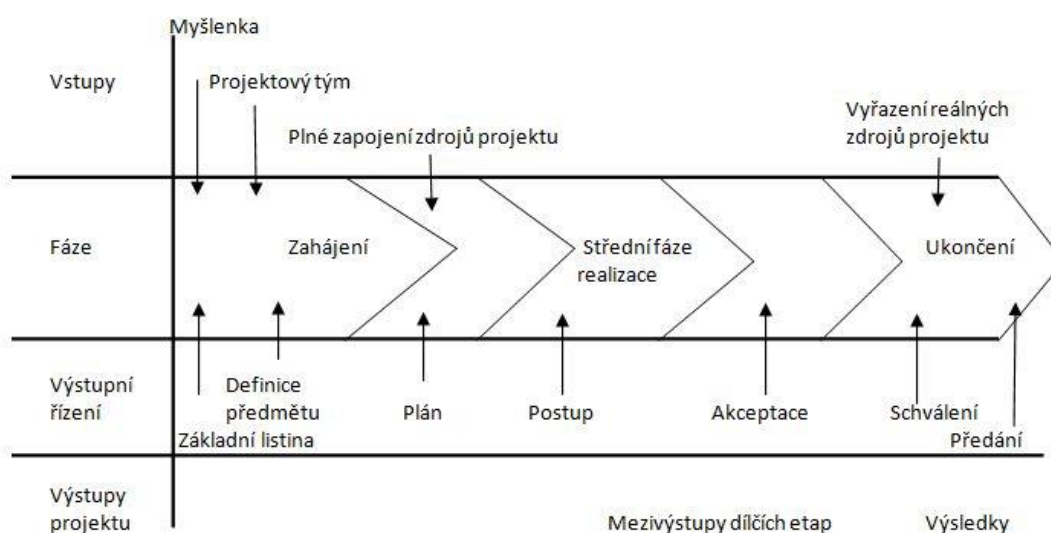 Myšlenka
Vstupy
Projektový tým
Plné zapojení zdrojů projektu
Vyřazení reálných
zdrojů projektu
Fáze
Zahájení
Střední fáze
realizace
Ukončení
Výstupní
řízení
Základní listina
Definice
předmětu
Plán
Postup
Akceptace
Schválení
Předání
Výstupy
projektu
Mezivýstupy dílčích etap
Výsledky